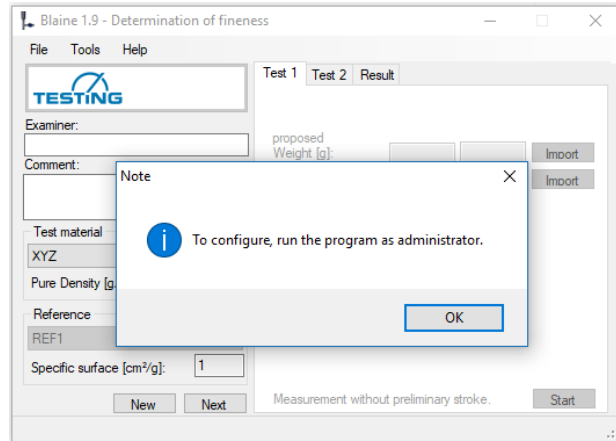 Blaine 1.9 - Determination of fineness
File Tools Help
TESTING
Examiner:
Comment:
Test material
XYZ
Pure Density [g.
Reference
REF1
Specific surface [cm²/g]: 1
New Next
Test 1 Test 2 Result
proposed
Weight [g]:
Import
Import
Measurement without preliminary stroke. Start
Note
To configure, run the program as administrator.
OK